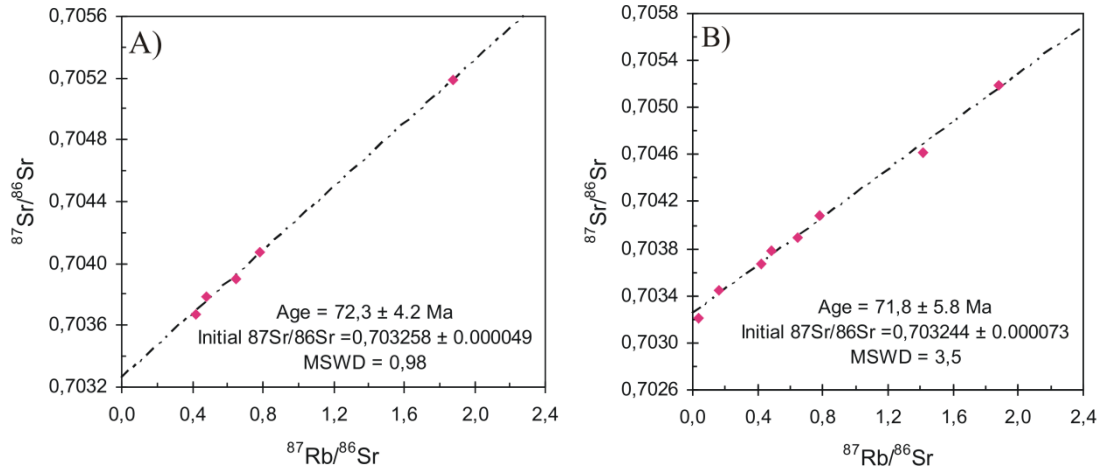 A)
0,7056
0,7052
0,7048
0,7044
0,7040
0,7036
0,7032
⁸⁷Sr/⁸⁶Sr
Age = 72,3 ± 4.2 Ma
Initial 87Sr/86Sr =0,703258 ± 0.000049
MSWD = 0,98
0,0 0,4 0,8 1,2 1,6 2,0 2,4
⁸⁷Rb/⁸⁶Sr
B)
0,7058
0,7054
0,7050
0,7046
0,7042
0,7038
0,7034
0,7030
0,7026
⁸⁷Sr/⁸⁶Sr
Age = 71,8 ± 5.8 Ma
Initial 87Sr/86Sr =0,703244 ± 0.000073
MSWD = 3,5
0,0 0,4 0,8 1,2 1,6 2,0 2,4
⁸⁷Rb/⁸⁶Sr